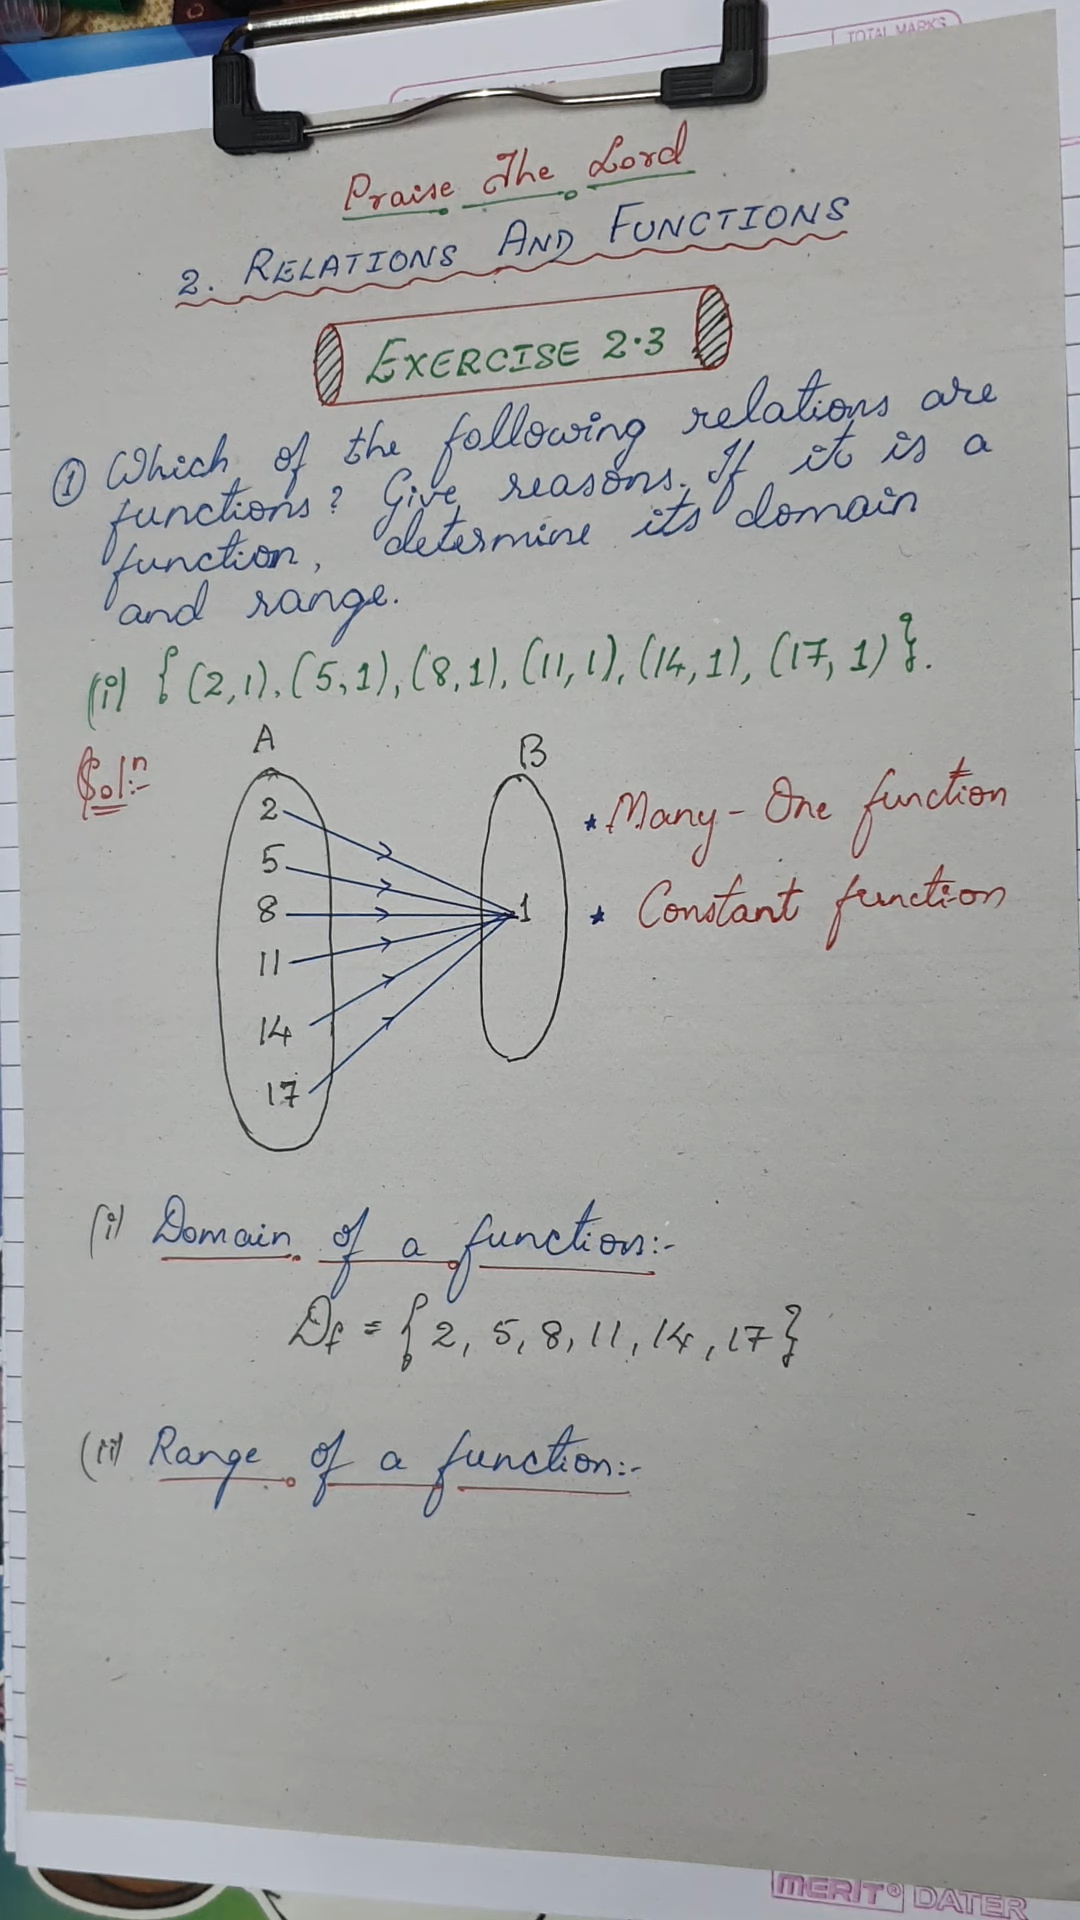 TOTAL MARKS
Praise The Lord
2. RELATIONS AND FUNCTIONS
EXERCISE 2.3
① Which of the following relations are
functions? Give reasons. If it is a
function, determine its domain
and range.
(i) {(2,1), (5,1), (8,1), (11,1), (14,1), (17,1)}.
Solⁿ:-
A
B
2
5
8
11
14
17
1
* Many-One function
* Constant function
(i) Domain of a function:-
Df = {2, 5, 8, 11, 14, 17}
(ii) Range of a function:-
MERIT DATER